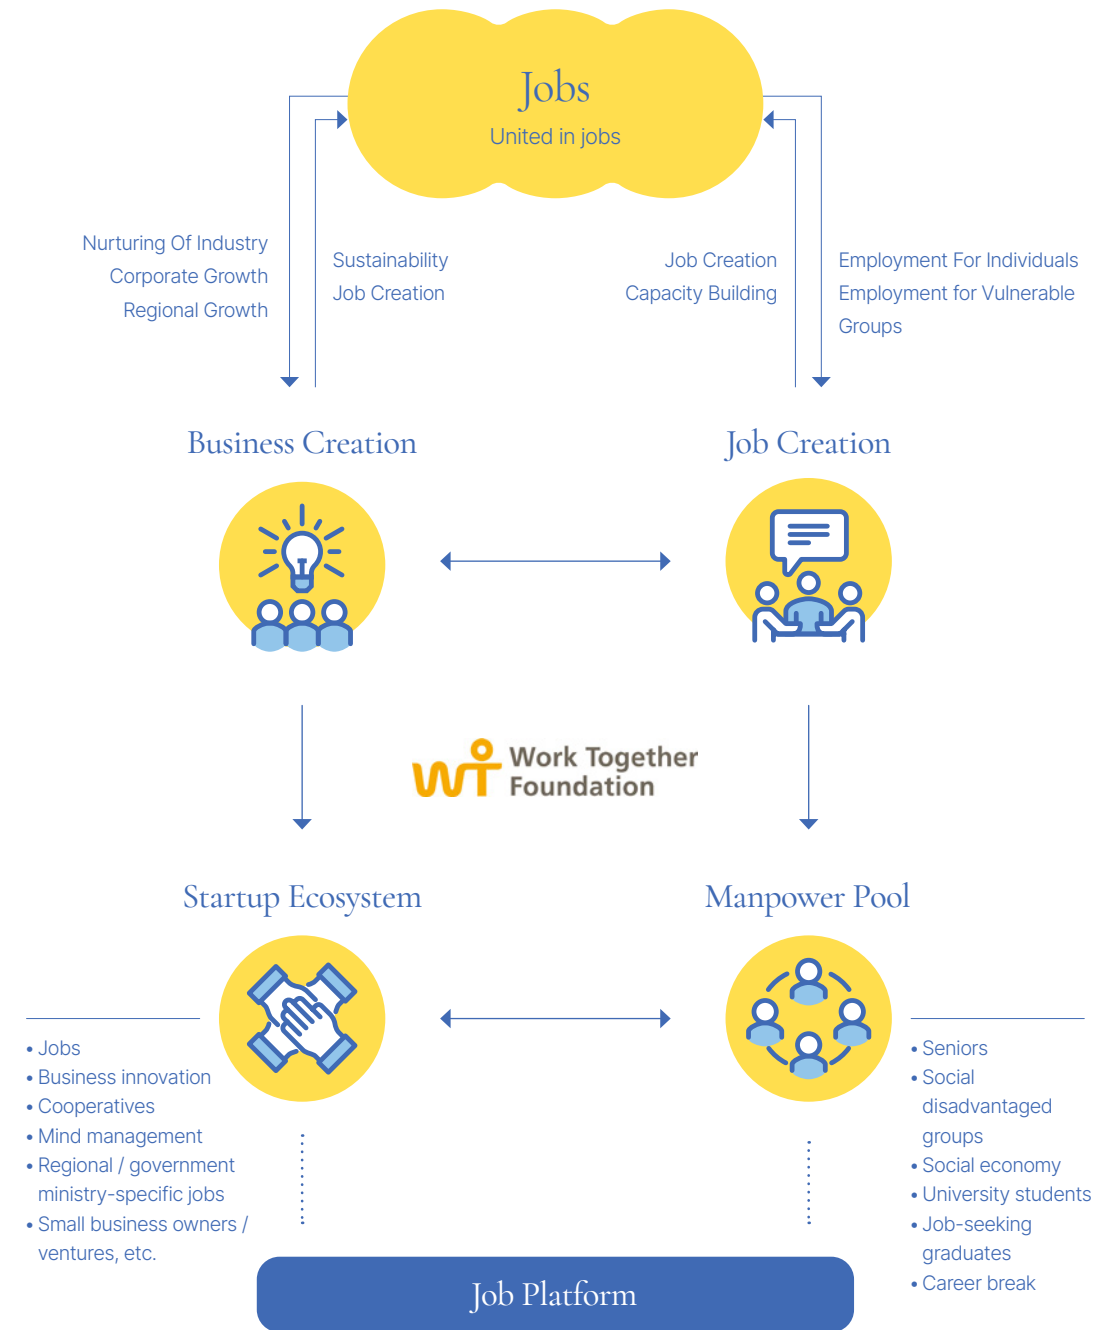 Jobs
United in jobs
Nurturing Of Industry
Corporate Growth
Regional Growth
Sustainability
Job Creation
Job Creation
Capacity Building
Employment For Individuals
Employment for Vulnerable
Groups
Business Creation
Job Creation
Work Together
Foundation
Startup Ecosystem
Manpower Pool
• Jobs
• Business innovation
• Cooperatives
• Mind management
• Regional / government
ministry-specific jobs
• Small business owners /
ventures, etc.
• Seniors
• Social
disadvantaged
groups
• Social economy
• University students
• Job-seeking
graduates
• Career break
Job Platform